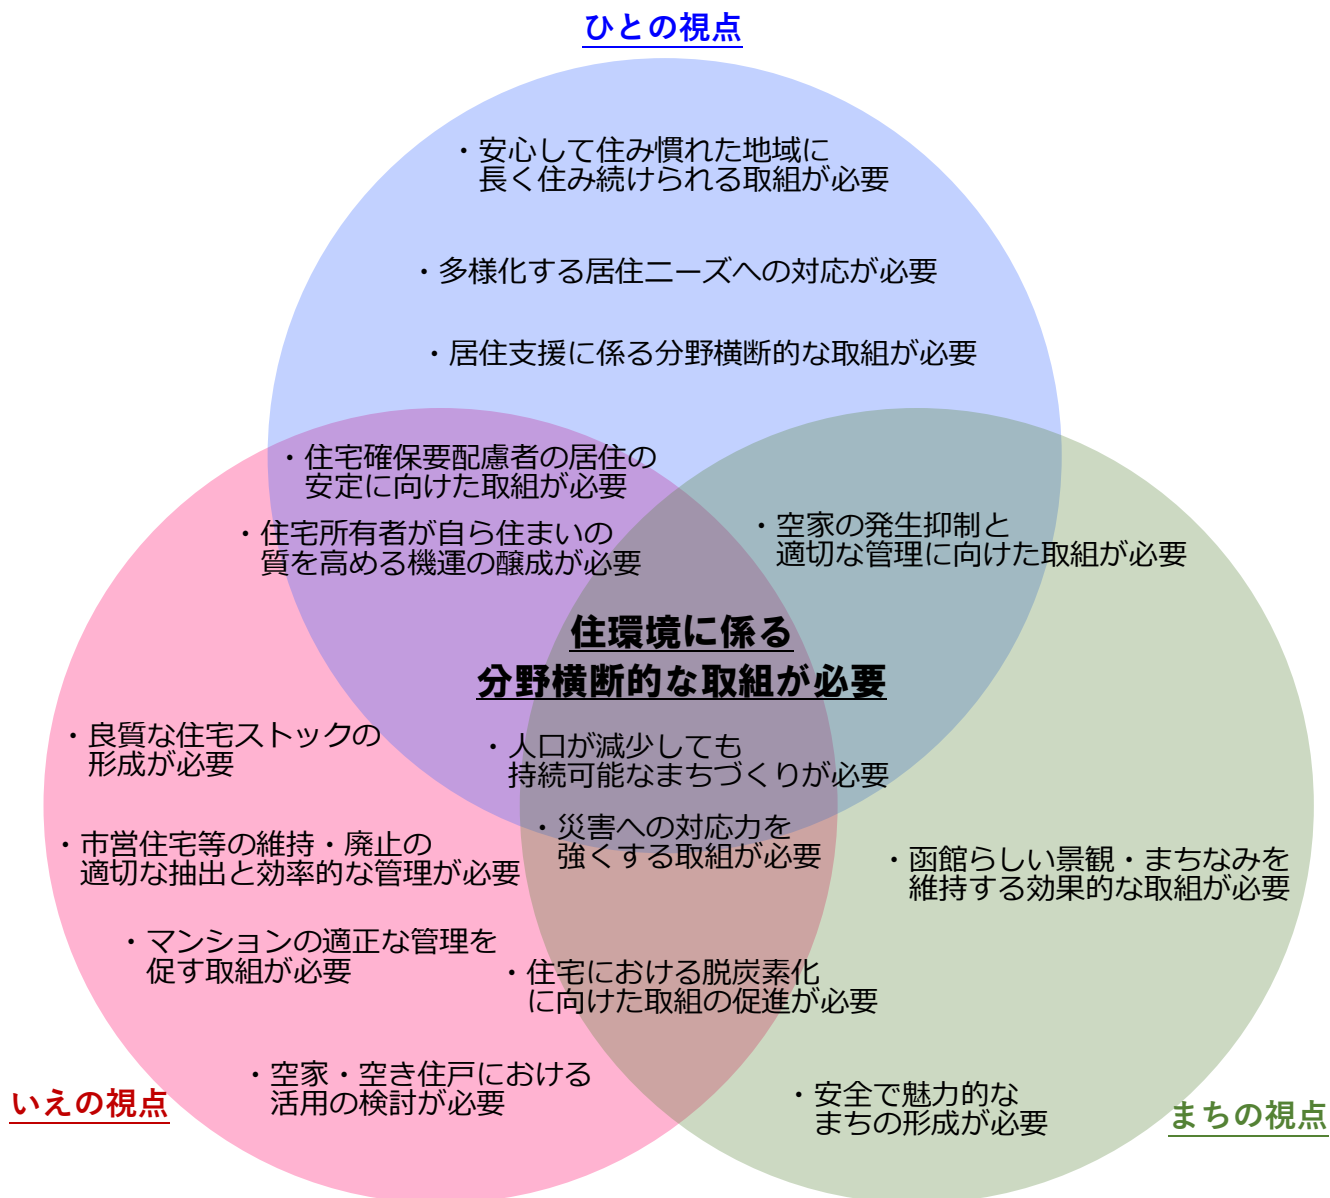 ひとの視点
・安心して住み慣れた地域に
長く住み続けられる取組が必要
・多様化する居住ニーズへの対応が必要
・居住支援に係る分野横断的な取組が必要
・住宅確保要配慮者の居住の
安定に向けた取組が必要
・住宅所有者が自ら住まいの
質を高める機運の醸成が必要
・空家の発生抑制と
適切な管理に向けた取組が必要
住環境に係る
分野横断的な取組が必要
・良質な住宅ストックの
形成が必要
・人口が減少しても
持続可能なまちづくりが必要
・市営住宅等の維持・廃止の
適切な抽出と効率的な管理が必要
・災害への対応力を
強くする取組が必要
・函館らしい景観・まちなみを
維持する効果的な取組が必要
・マンションの適正な管理を
促す取組が必要
・住宅における脱炭素化
に向けた取組の促進が必要
・空家・空き住戸における
活用の検討が必要
・安全で魅力的な
まちの形成が必要
いえの視点
まちの視点